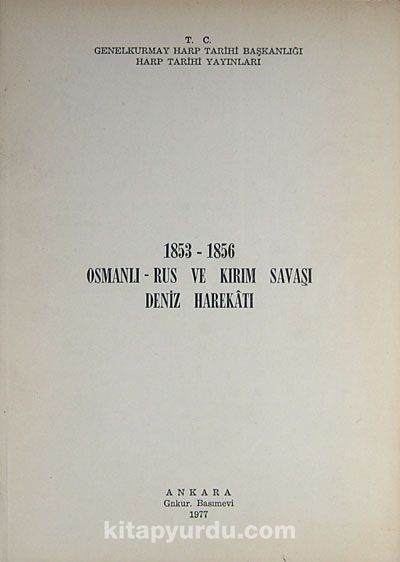 T. C.
GENELKURMAY HARP TARİHİ BAŞKANLIĞI
HARP TARİHİ YAYINLARI
1853 - 1856
OSMANLI - RUS VE KIRIM SAVAŞI
DENİZ HAREKÂTI
ANKARA
Gnkur. Basımevi
1977
kitapyurdu.com